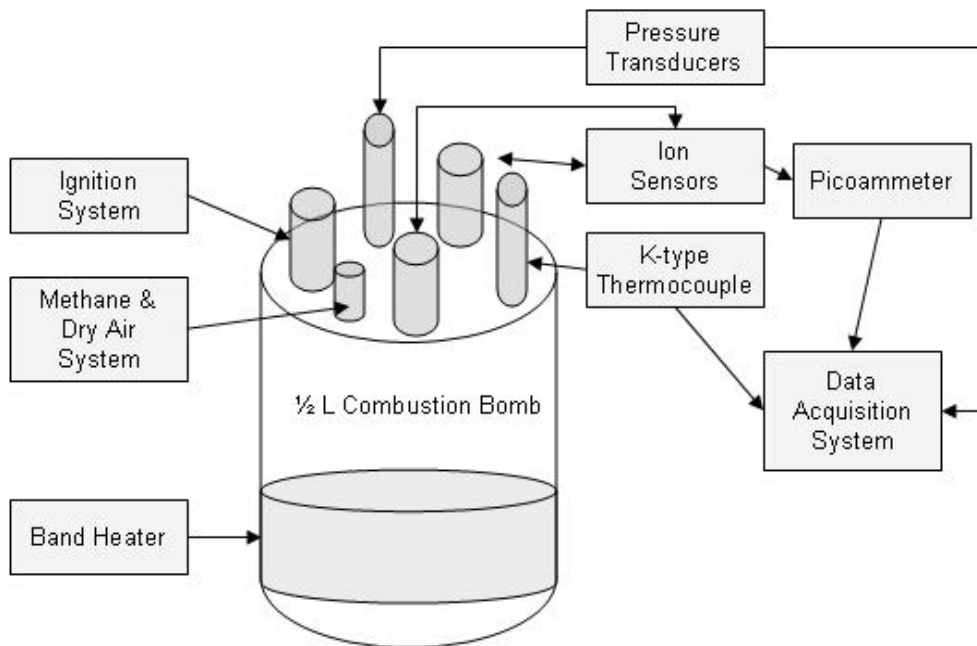 Pressure
Transducers
Ignition
System
Ion
Sensors
Picoammeter
Methane &
Dry Air
System
K-type
Thermocouple
½ L Combustion Bomb
Data
Acquisition
System
Band Heater